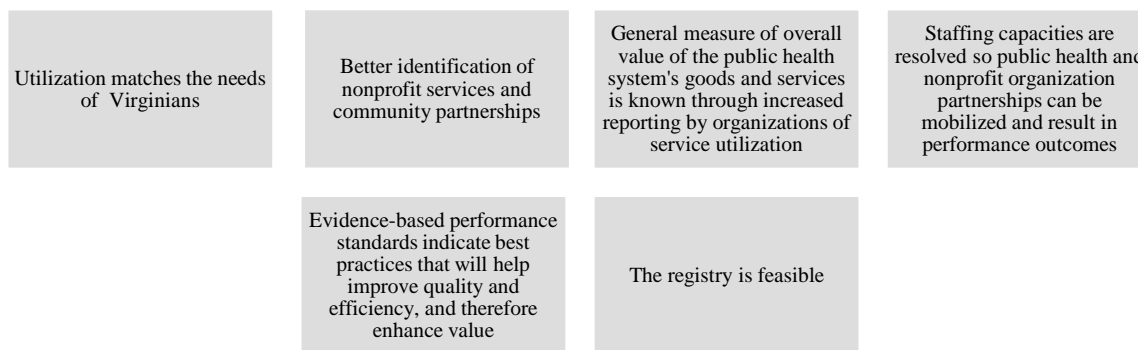 Utilization matches the needs
of Virginians
Better identification of
nonprofit services and
community partnerships
General measure of overall
value of the public health
system's goods and services
is known through increased
reporting by organizations of
service utilization
Staffing capacities are
resolved so public health and
nonprofit organization
partnerships can be
mobilized and result in
performance outcomes
Evidence-based performance
standards indicate best
practices that will help
improve quality and
efficiency, and therefore
enhance value
The registry is feasible